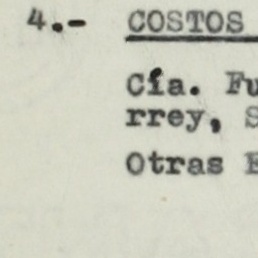 4.- COSTOS
Cía. Fu
rrey, S
Otras E